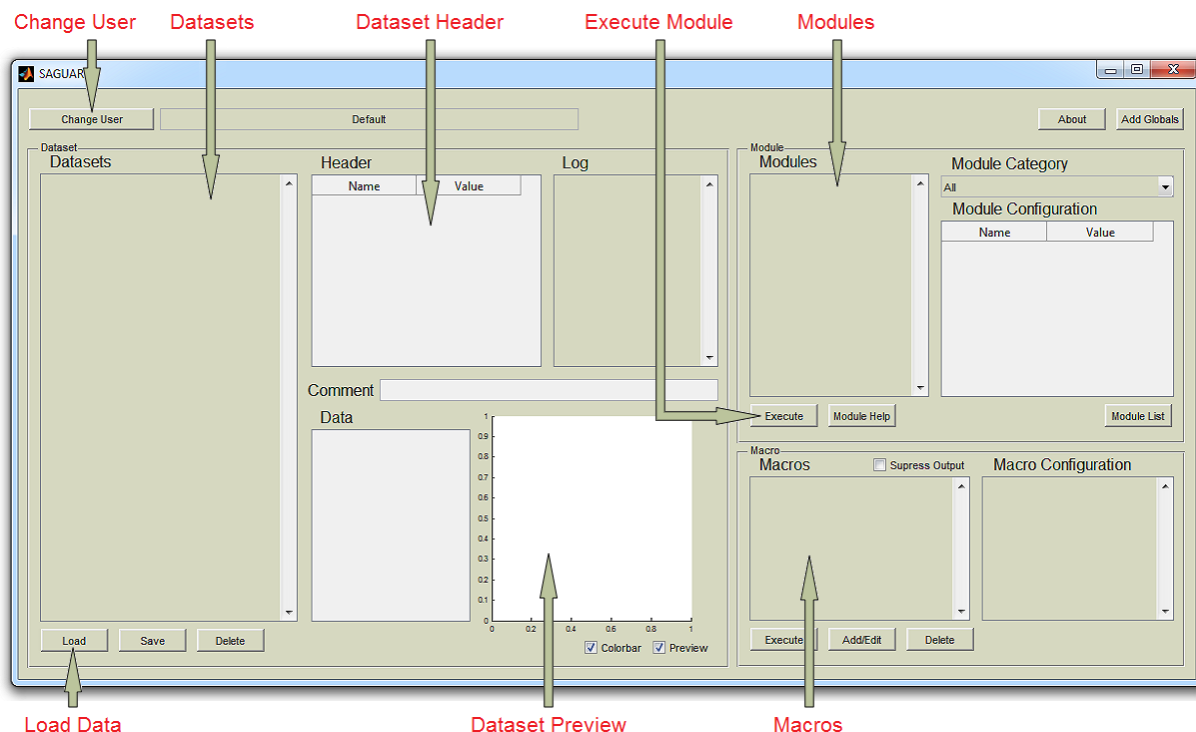 Change User Datasets Dataset Header Execute Module Modules
SAGUAR
Change User Default About Add Globals
Dataset Module
Datasets Header Log Modules Module Category
Name Value All
Module Configuration
Name Value
Comment
Data
Execute Module Help Module List
1
0.9
0.8
0.7
0.6
0.5
0.4
0.3
0.2
0.1
0
0 0.2 0.4 0.6 0.8 1
Macro
Macros Supress Output Macro Configuration
Load Save Delete Colorbar Preview Execute Add/Edit Delete
Load Data Dataset Preview Macros